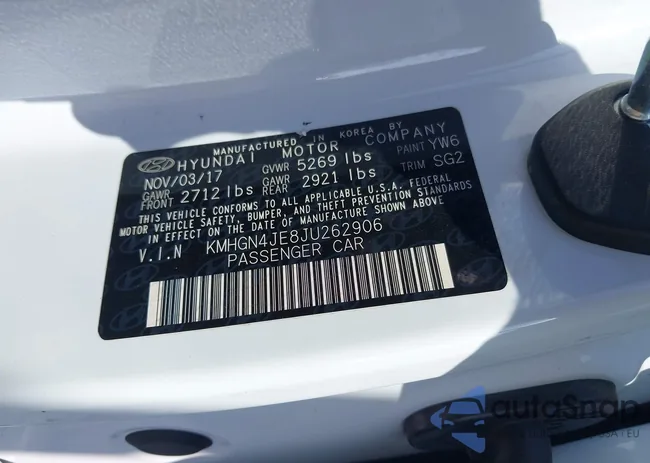 MANUFACTURED IN KOREA BY
HYUNDAI MOTOR COMPANY
NOV/03/17 GVWR 5269 lbs PAINT YW6
GAWR FRONT 2712 lbs GAWR REAR 2921 lbs TRIM SG2
THIS VEHICLE CONFORMS TO ALL APPLICABLE U.S.A. FEDERAL
MOTOR VEHICLE SAFETY, BUMPER, AND THEFT PREVENTION STANDARDS
IN EFFECT ON THE DATE OF MANUFACTURE SHOWN ABOVE.
V.I.N KMHGN4JE8JU262906
PASSENGER CAR
autoSnap